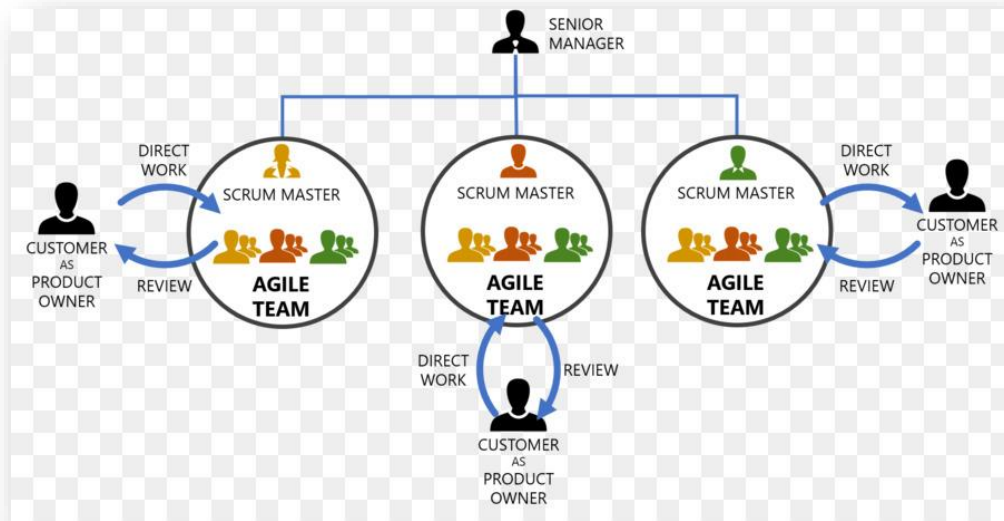 SENIOR
MANAGER
DIRECT
WORK
SCRUM MASTER
SCRUM MASTER
SCRUM MASTER
DIRECT
WORK
CUSTOMER
AS
PRODUCT
OWNER
REVIEW
AGILE
TEAM
AGILE
TEAM
AGILE
TEAM
CUSTOMER
AS
PRODUCT
OWNER
REVIEW
DIRECT
WORK
REVIEW
CUSTOMER
AS
PRODUCT
OWNER